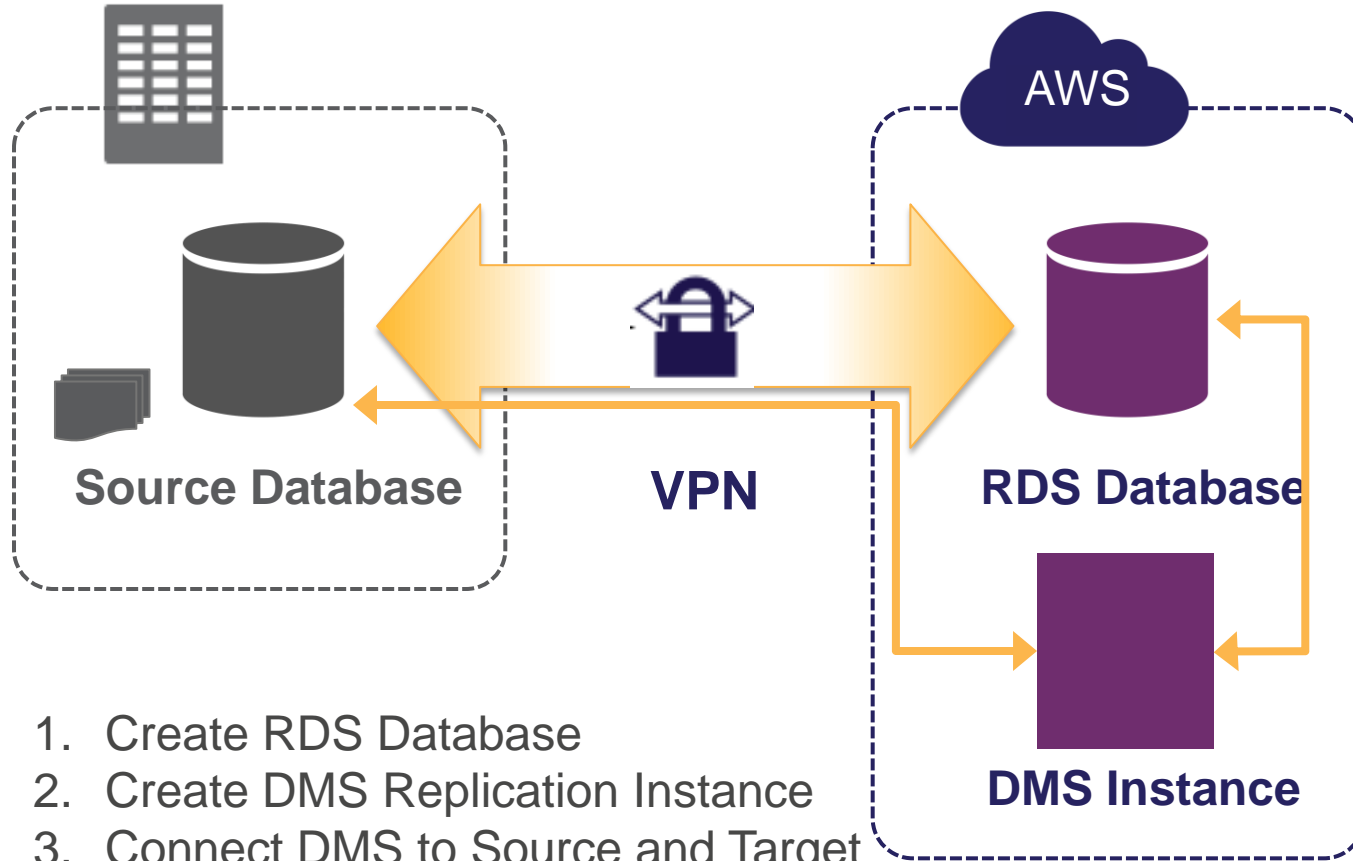 AWS
Source Database
VPN
RDS Database
DMS Instance
1. Create RDS Database
2. Create DMS Replication Instance
3. Connect DMS to Source and Target